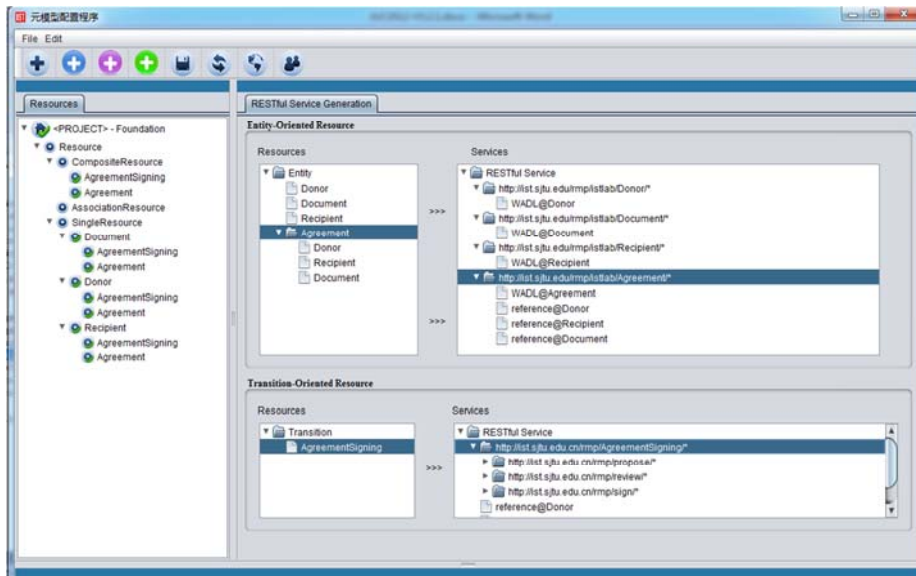 元模型配置程序
File Edit
Resources
<PROJECT> - Foundation
Resource
CompositeResource
AgreementSigning
Agreement
AssociationResource
SingleResource
Document
AgreementSigning
Agreement
Donor
AgreementSigning
Agreement
Recipient
AgreementSigning
Agreement
RESTful Service Generation
Entity-Oriented Resource
Resources
Entity
Donor
Document
Recipient
Agreement
Donor
Recipient
Document
>>>
>>>
Services
RESTful Service
http://ist.sjtu.edu/rmp/istlab/Donor/*
WADL@Donor
http://ist.sjtu.edu/rmp/istlab/Document/*
WADL@Document
http://ist.sjtu.edu/rmp/istlab/Recipient/*
WADL@Recipient
http://ist.sjtu.edu/rmp/istlab/Agreement/*
WADL@Agreement
reference@Donor
reference@Recipient
reference@Document
Transition-Oriented Resource
Resources
Transition
AgreementSigning
>>>
Services
RESTful Service
http://ist.sjtu.edu.cn/rmp/AgreementSigning/*
http://ist.sjtu.edu.cn/rmp/propose/*
http://ist.sjtu.edu.cn/rmp/review/*
http://ist.sjtu.edu.cn/rmp/sign/*
reference@Donor